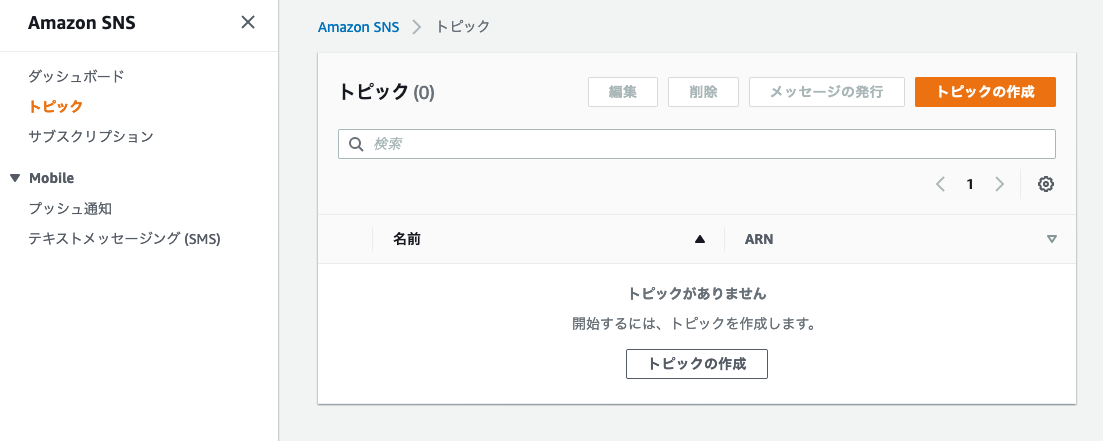 Amazon SNS
ダッシュボード
トピック
サブスクリプション
Mobile
プッシュ通知
テキストメッセージング (SMS)
Amazon SNS トピック
トピック (0) 編集 削除 メッセージの発行 トピックの作成
検索
1
名前 ARN
トピックがありません
開始するには、トピックを作成します。
トピックの作成